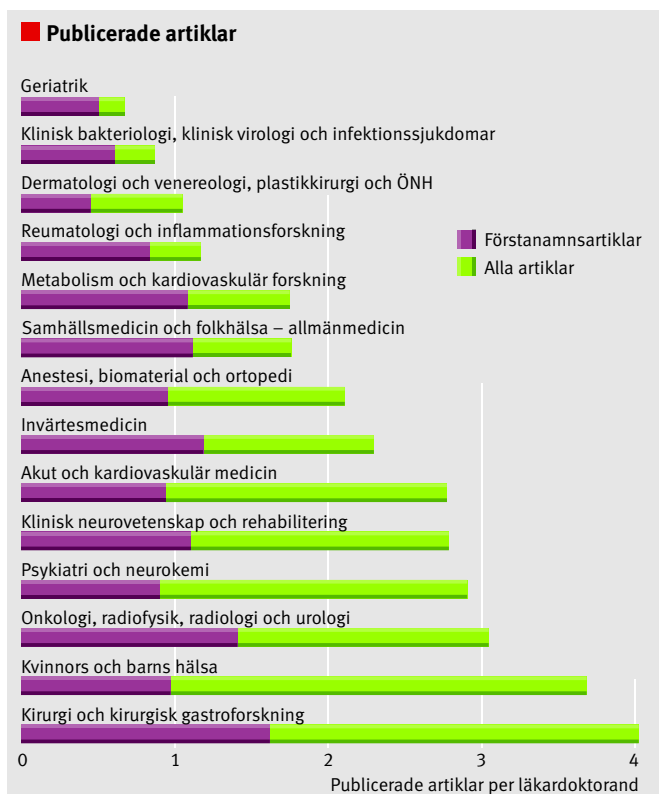 Publicerade artiklar
Geriatrik
Klinisk bakteriologi, klinisk virologi och infektionssjukdomar
Dermatologi och venereologi, plastikkirurgi och ÖNH
Reumatologi och inflammationsforskning
Förstanamnsartiklar
Alla artiklar
Metabolism och kardiovaskulär forskning
Samhällsmedicin och folkhälsa – allmänmedicin
Anestesi, biomaterial och ortopedi
Invärtesmedicin
Akut och kardiovaskulär medicin
Klinisk neurovetenskap och rehabilitering
Psykiatri och neurokemi
Onkologi, radiofysik, radiologi och urologi
Kvinnors och barns hälsa
Kirurgi och kirurgisk gastroforskning
0 1 2 3 4
Publicerade artiklar per läkardoktorand